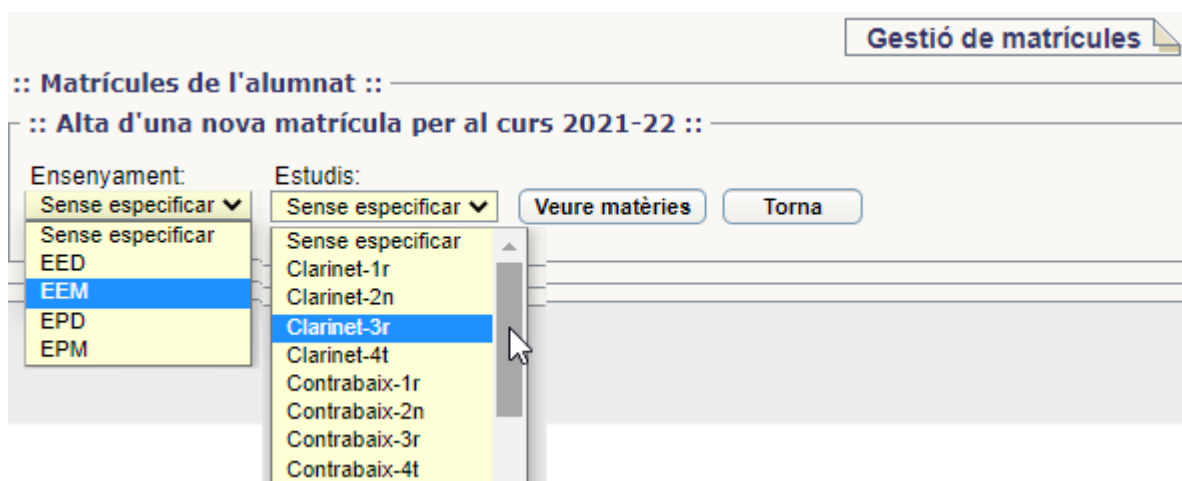 Gestió de matrícules
:: Matrícules de l'alumnat ::
:: Alta d'una nova matrícula per al curs 2021-22 ::
Ensenyament: Estudis:
Sense especificar Sense especificar Veure matèries Torna
Sense especificar
EED
EEM
EPD
EPM
Sense especificar
Clarinet-1r
Clarinet-2n
Clarinet-3r
Clarinet-4t
Contrabaix-1r
Contrabaix-2n
Contrabaix-3r
Contrabaix-4t